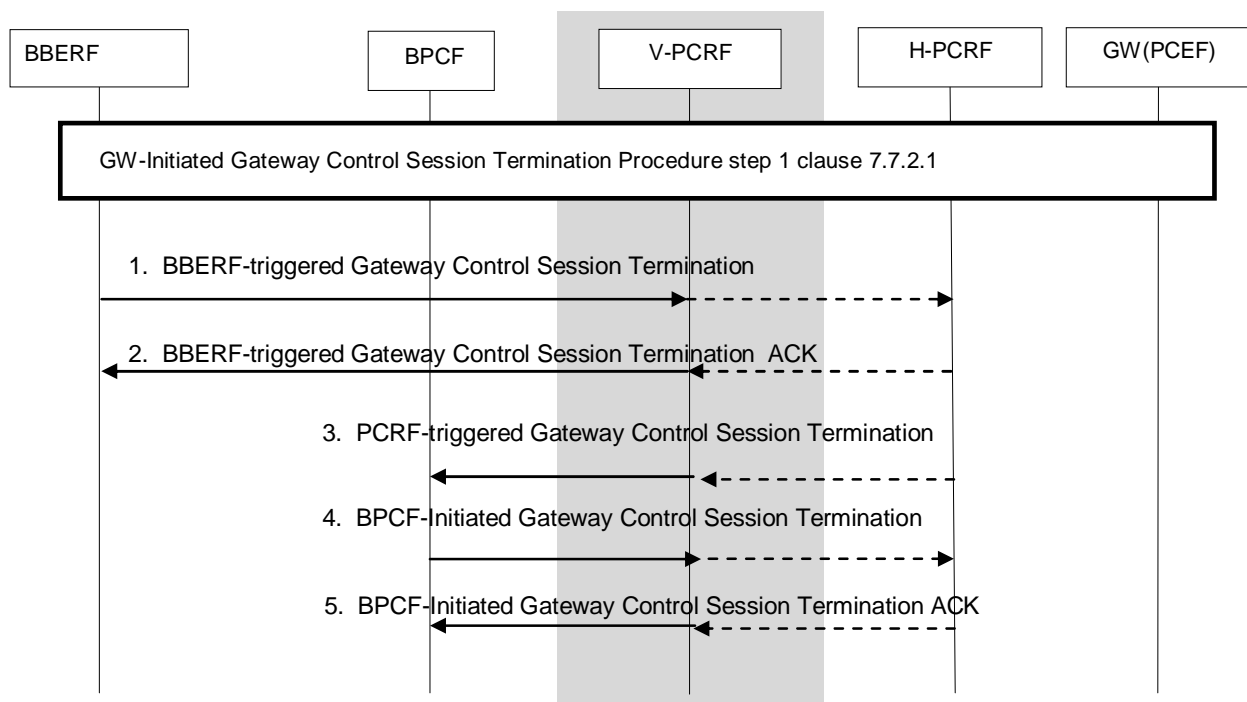 BBERF
BPCF
V-PCRF
H-PCRF
GW(PCEF)
GW-Initiated Gateway Control Session Termination Procedure step 1 clause 7.7.2.1
1. BBERF-triggered Gateway Control Session Termination
2. BBERF-triggered Gateway Control Session Termination ACK
3. PCRF-triggered Gateway Control Session Termination
4. BPCF-Initiated Gateway Control Session Termination
5. BPCF-Initiated Gateway Control Session Termination ACK